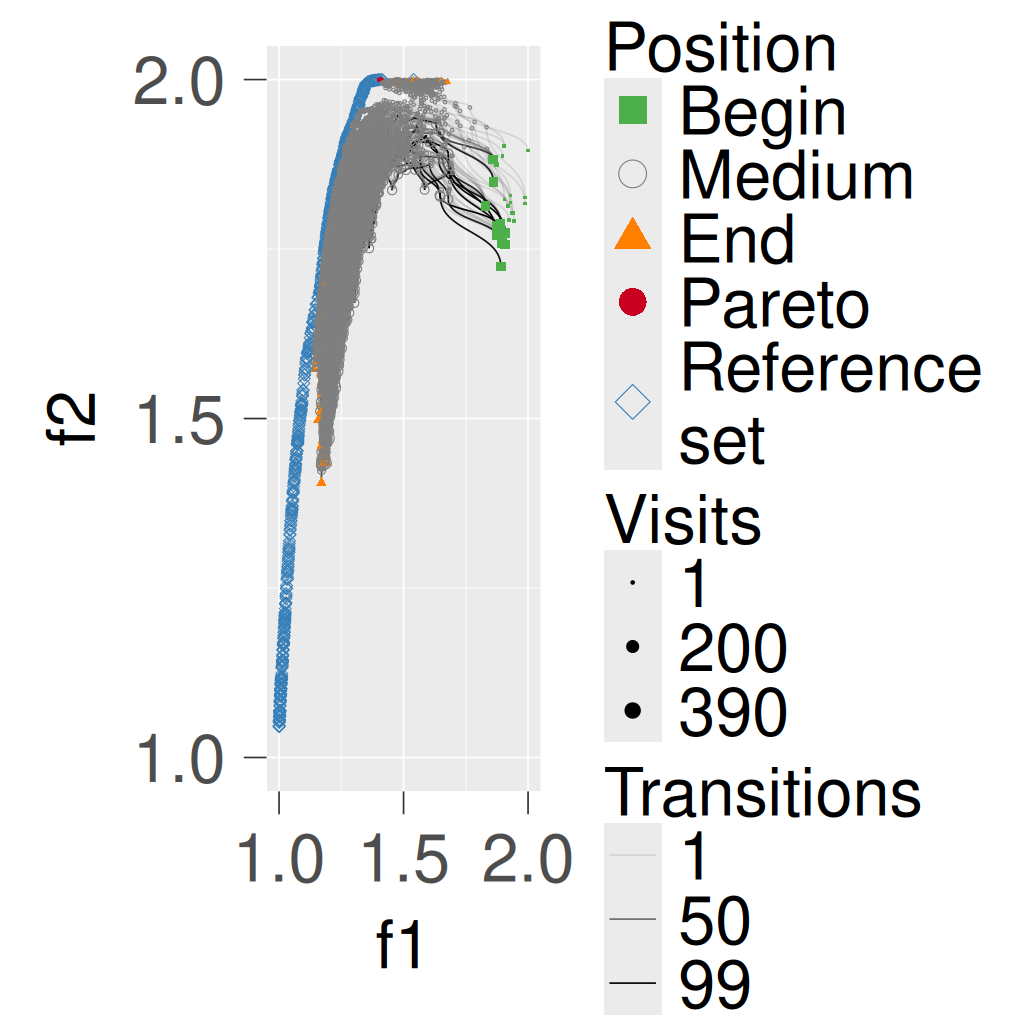 2.0
1.5
1.0
f2
1.0 1.5 2.0
f1
Position
Begin
Medium
End
Pareto
Reference
set
Visits
1
200
390
Transitions
1
50
99